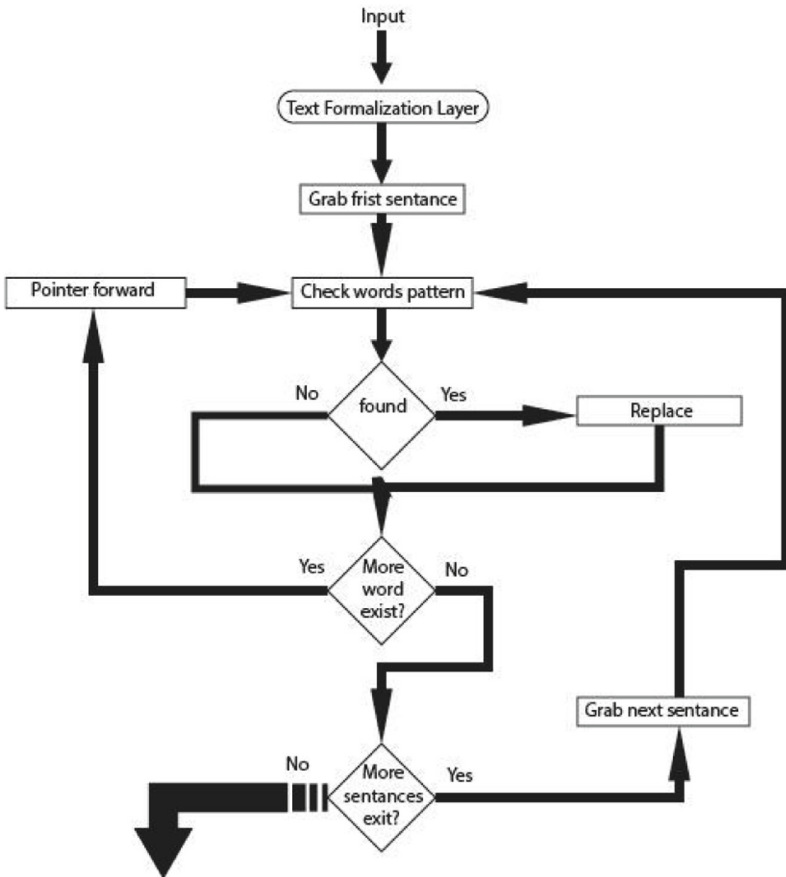 Input
Text Formalization Layer
Grab frist sentance
Pointer forward
Check words pattern
No
found
Yes
Replace
Yes
More
word
exist?
No
Grab next sentance
No
More
sentances
exit?
Yes